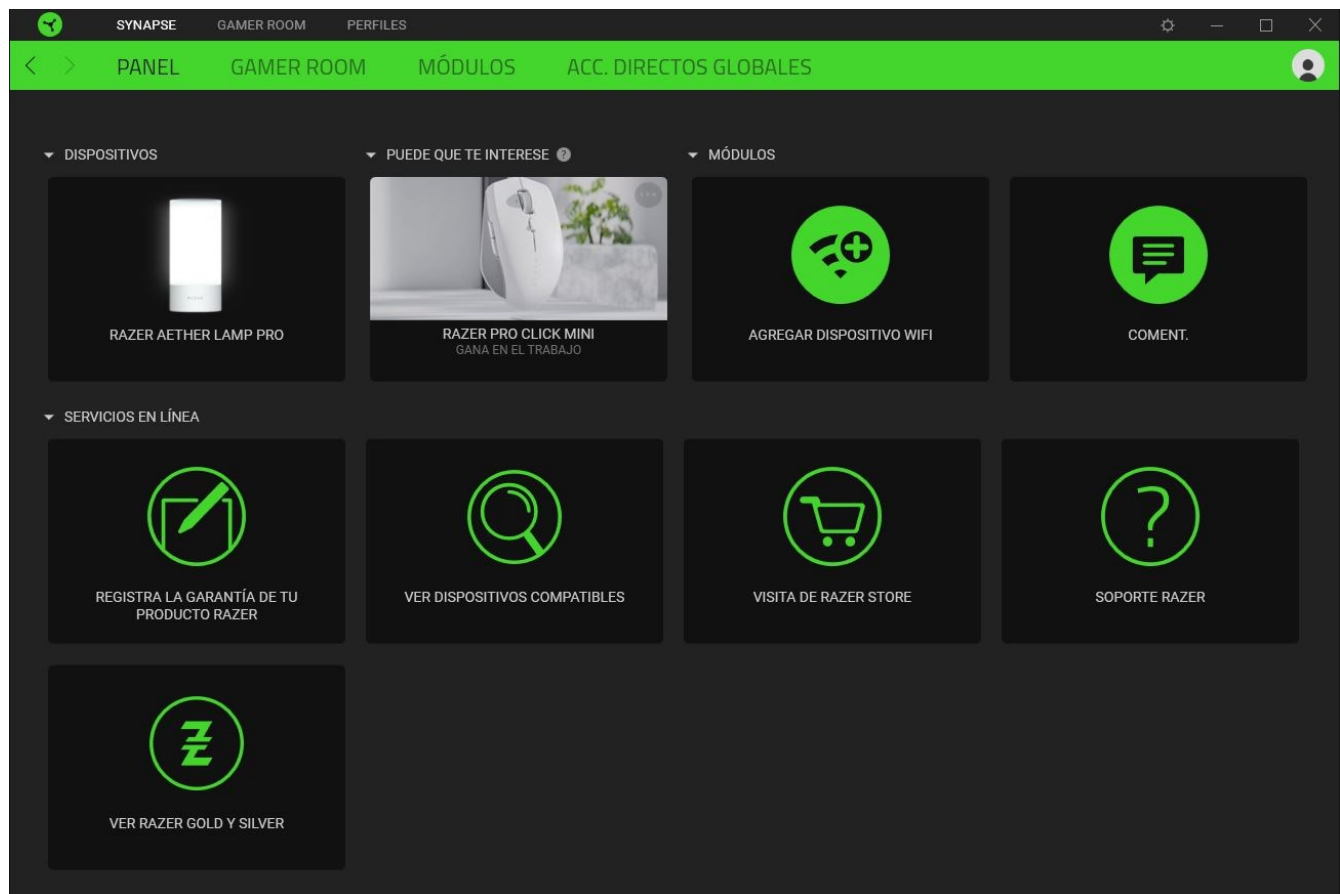 SYNAPSE GAMER ROOM PERFILES
PANEL GAMER ROOM MÓDULOS ACC. DIRECTOS GLOBALES
DISPOSITIVOS
PUEDE QUE TE INTERESE ?
MÓDULOS
RAZER AETHER LAMP PRO
RAZER PRO CLICK MINI
GANA EN EL TRABAJO
AGREGAR DISPOSITIVO WIFI
COMENT.
SERVICIOS EN LÍNEA
REGISTRA LA GARANTÍA DE TU
PRODUCTO RAZER
VER DISPOSITIVOS COMPATIBLES
VISITA DE RAZER STORE
SOPORTE RAZER
VER RAZER GOLD Y SILVER